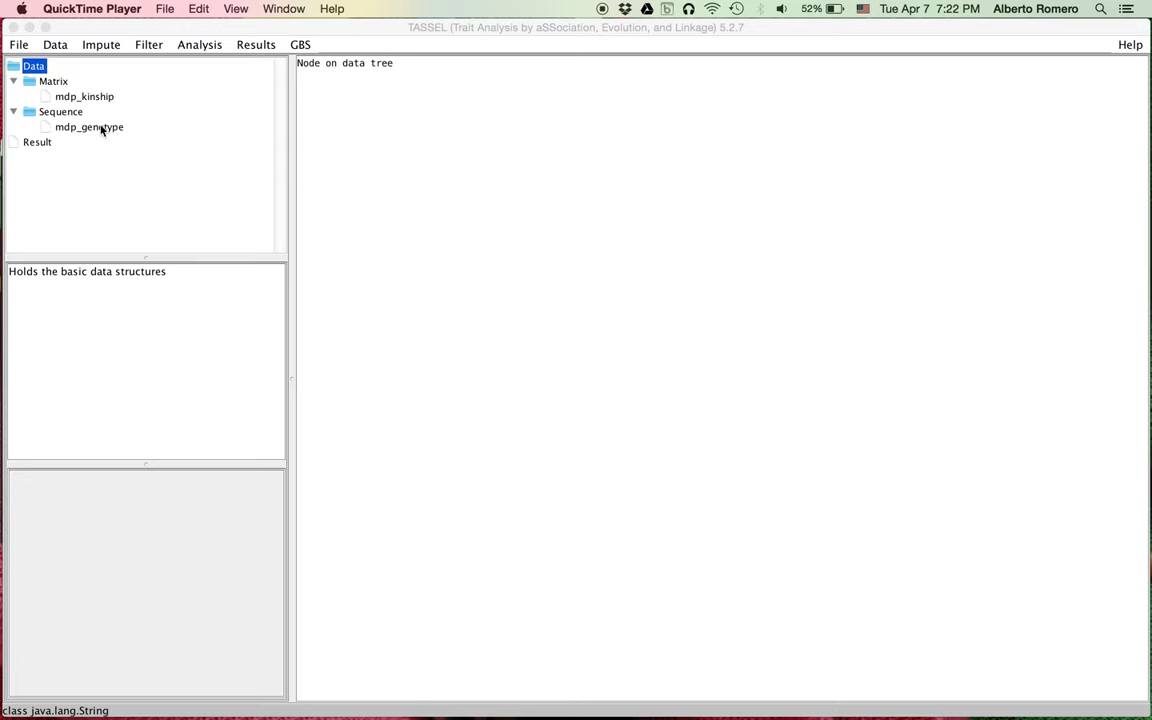 QuickTime Player File Edit View Window Help 52% Tue Apr 7 7:22 PM Alberto Romero
TASSEL (Trait Analysis by aSSociation, Evolution, and Linkage) 5.2.7
File Data Impute Filter Analysis Results GBS Help
Data
Matrix
mdp_kinship
Sequence
mdp_genotype
Result
Node on data tree
Holds the basic data structures
class java.lang.String